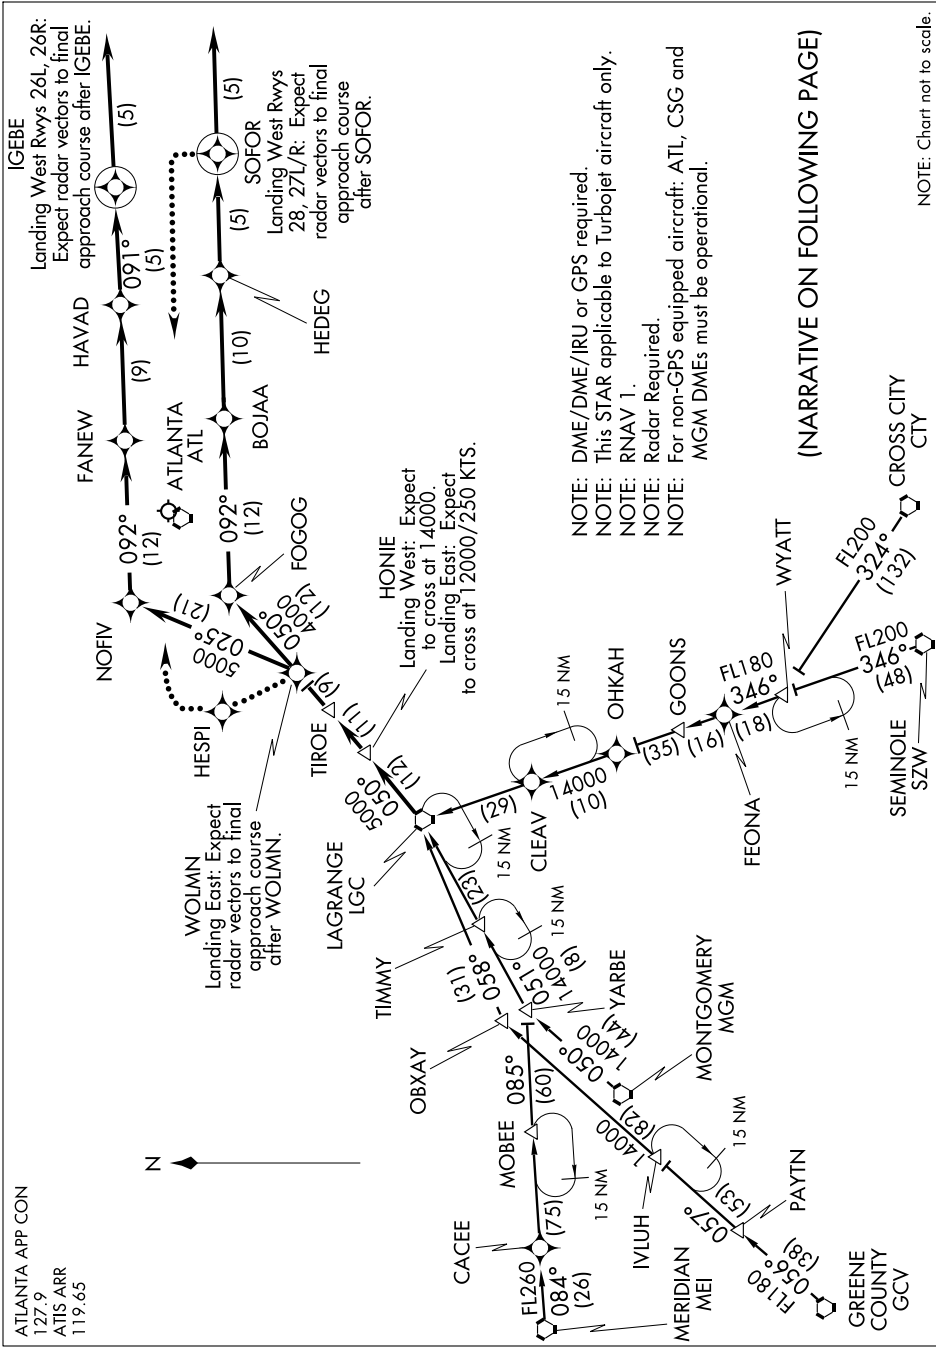 ATLANTA APP CON
127.9
ATIS ARR
119.65
N
IGEBE
Landing West Rwys 26L, 26R:
Expect radar vectors to final
approach course after IGEBE.
(5)
091°
(5)
HAVAD
(9)
FANEW
092°
(12)
NOFIV
(21)
025°
5000
ATLANTA
ATL
SOFOR
Landing West Rwys
28, 27L/R: Expect
radar vectors to final
approach course
after SOFOR.
(5)
(5)
HEDEG
(10)
BOJAA
092°
(12)
FOGOG
050°
4000
(12)
HESPI
WOLMN
Landing East: Expect
radar vectors to final
approach course
after WOLMN.
(9)
TIROE
(11)
HONIE
Landing West: Expect
to cross at 14000.
Landing East: Expect
to cross at 12000/250 KTS.
5000
050°
(12)
LAGRANGE
LGC
15 NM
(29)
CLEAV
15 NM
14000
(10)
OHKAH
(35)
GOONS
(16)
FEONA
FL180
346°
(18)
WYATT
15 NM
FL200
346°
(48)
SEMINOLE
SZW
FL200
324°
(132)
CROSS CITY
CTY
(23)
TIMMY
15 NM
(31)
058°
051°
14000
(8)
OBXAY
YARBE
050°
14000
(44)
MONTGOMERY
MGM
085°
(60)
MOBEE
15 NM
(75)
CACEE
FL260
084°
(26)
MERIDIAN
MEI
14000
(82)
IVLUH
15 NM
057°
(53)
PAYTN
FL180
056°
(38)
GREENE
COUNTY
GCV
NOTE: DME/DME/IRU or GPS required.
NOTE: This STAR applicable to Turbojet aircraft only.
NOTE: RNAV 1.
NOTE: Radar Required.
NOTE: For non-GPS equipped aircraft: ATL, CSG and
MGM DMEs must be operational.
(NARRATIVE ON FOLLOWING PAGE)
NOTE: Chart not to scale.